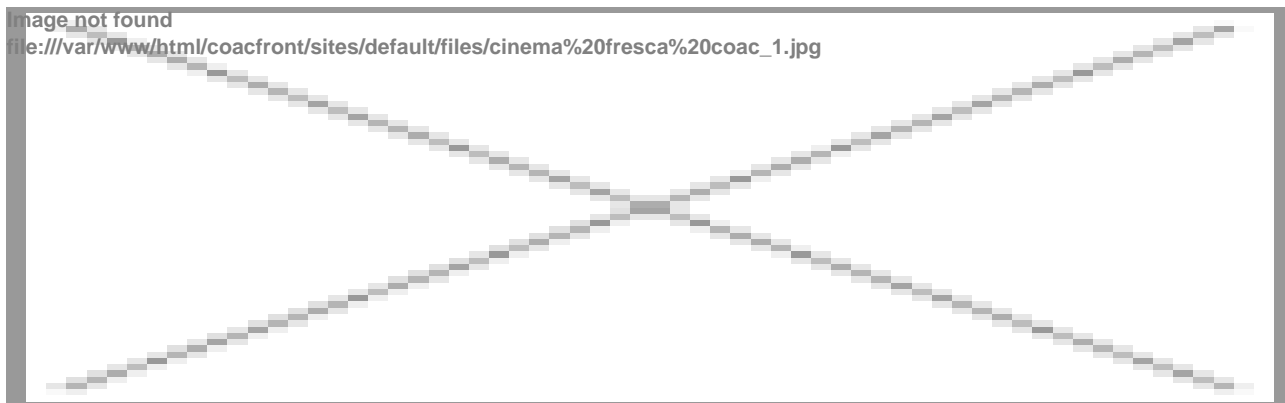 Image not found
file:///var/www/html/coacfront/sites/default/files/cinema%20fresca%20coac_1.jpg